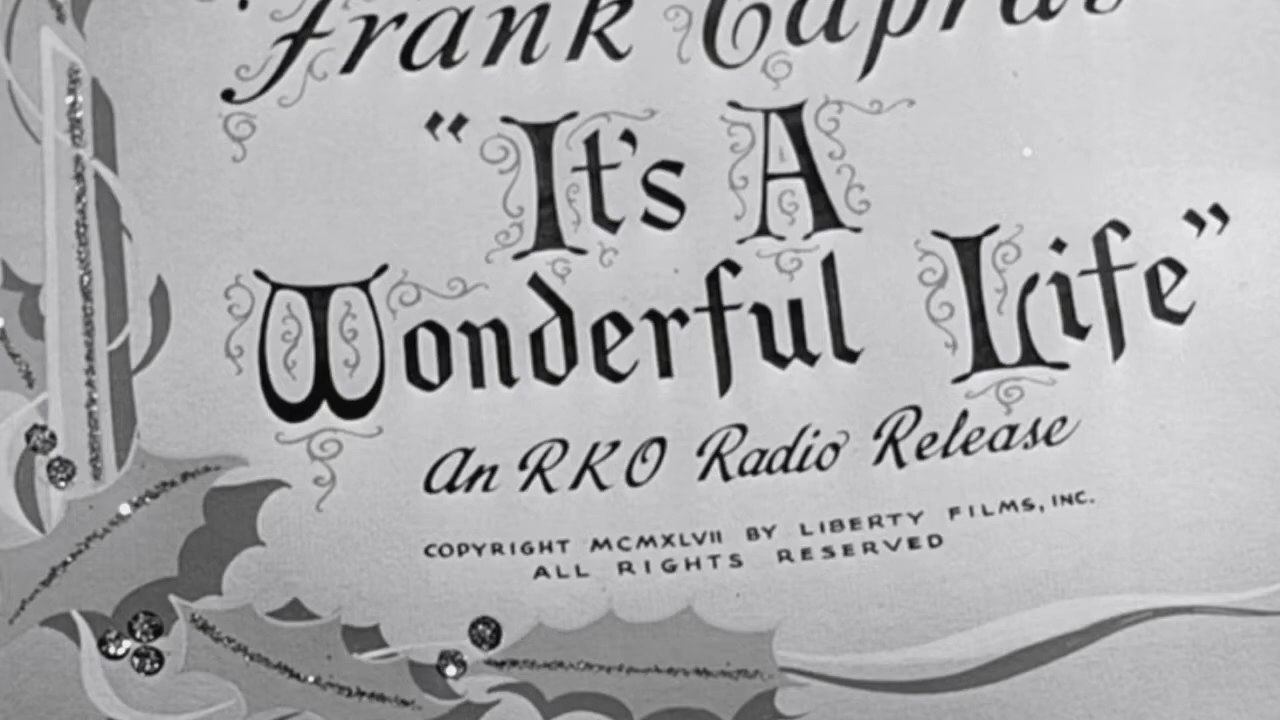 Frank Capra's
"It's A
Wonderful Life"
An RKO Radio Release
COPYRIGHT MCMXLVII BY LIBERTY FILMS, INC.
ALL RIGHTS RESERVED